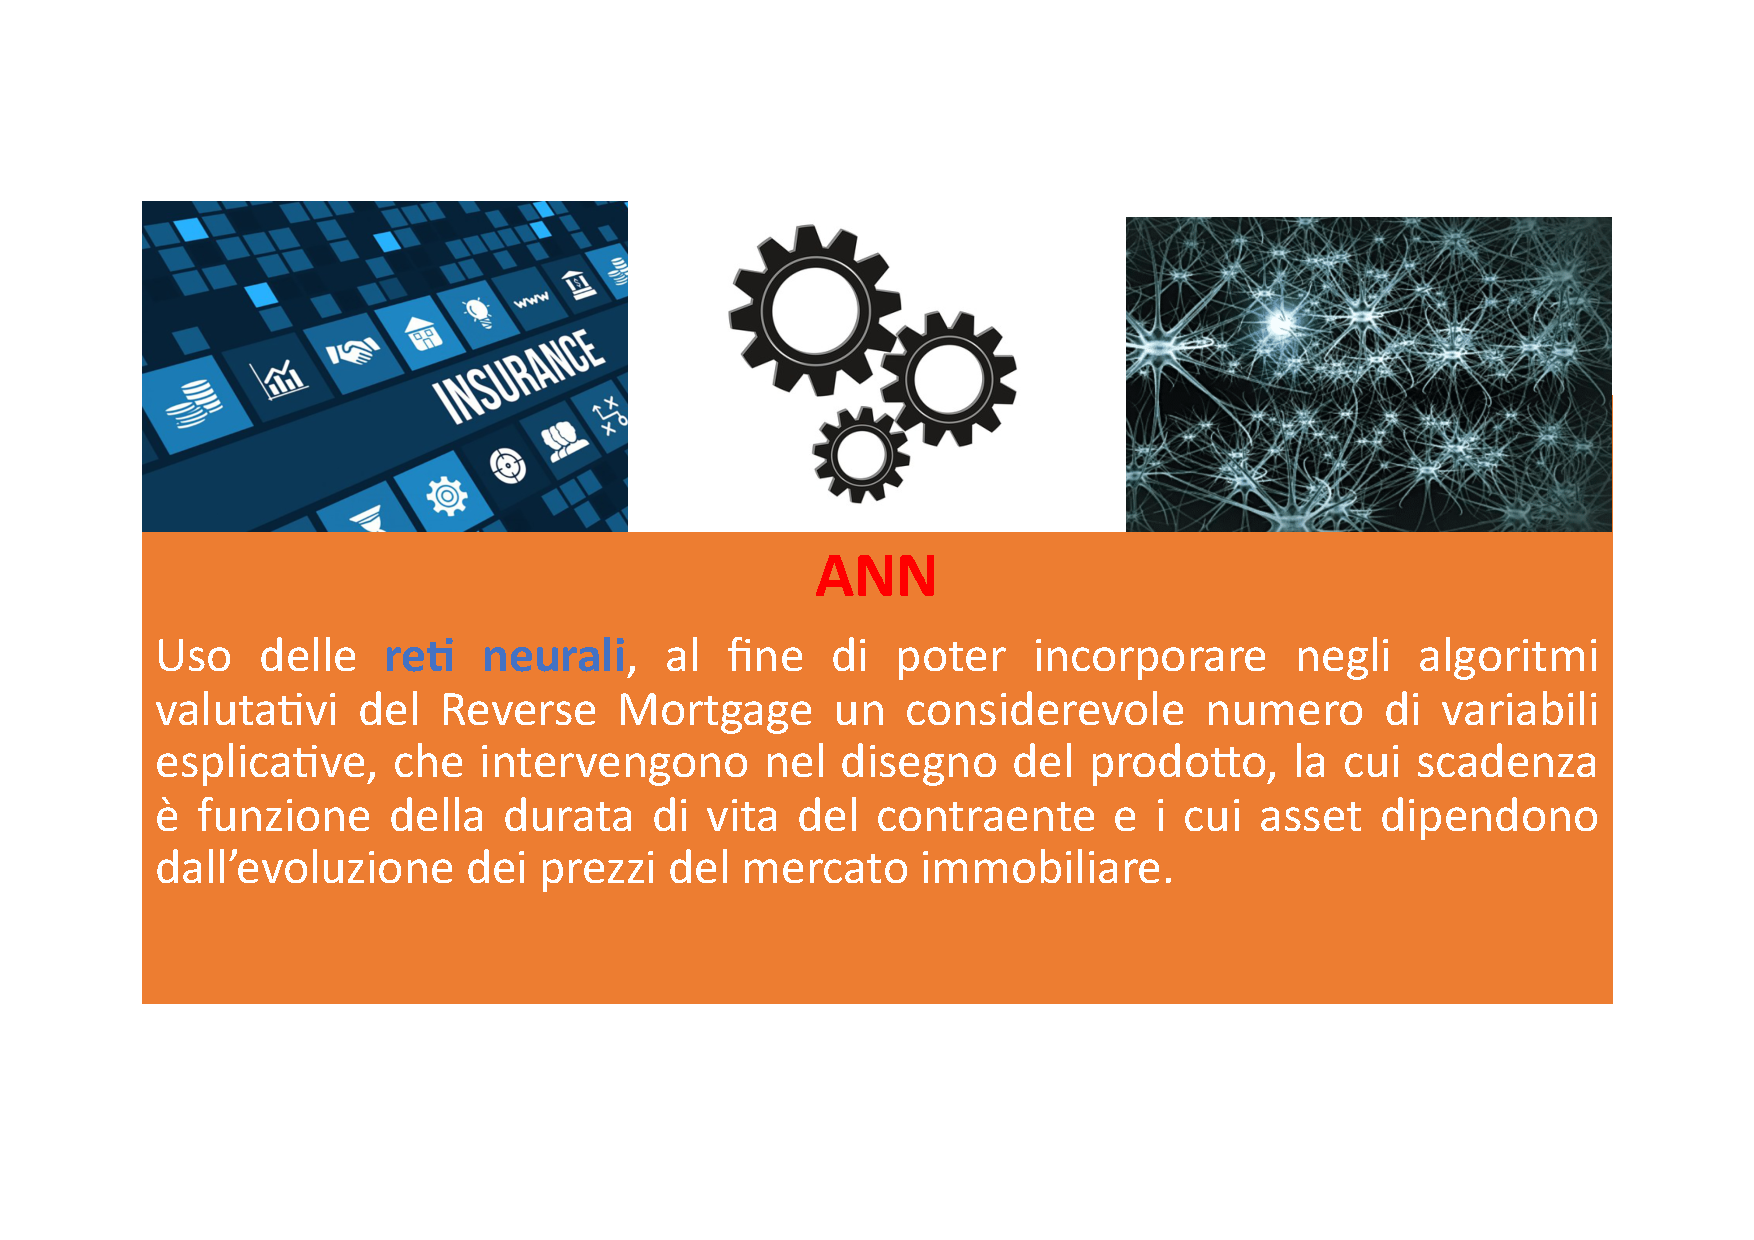 www
INSURANCE
ANN
Uso delle reti neurali, al fine di poter incorporare negli algoritmi
valutativi del Reverse Mortgage un considerevole numero di variabili
esplicative, che intervengono nel disegno del prodotto, la cui scadenza
è funzione della durata di vita del contraente e i cui asset dipendono
dall’evoluzione dei prezzi del mercato immobiliare.